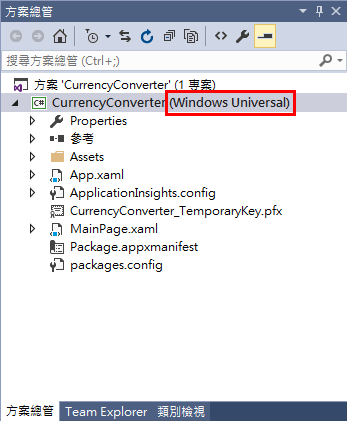 方案總管
搜尋方案總管 (Ctrl+;)
方案 'CurrencyConverter' (1 專案)
C# CurrencyConverter (Windows Universal)
Properties
參考
Assets
App.xaml
ApplicationInsights.config
CurrencyConverter_TemporaryKey.pfx
MainPage.xaml
Package.appxmanifest
packages.config
方案總管 Team Explorer 類別檢視